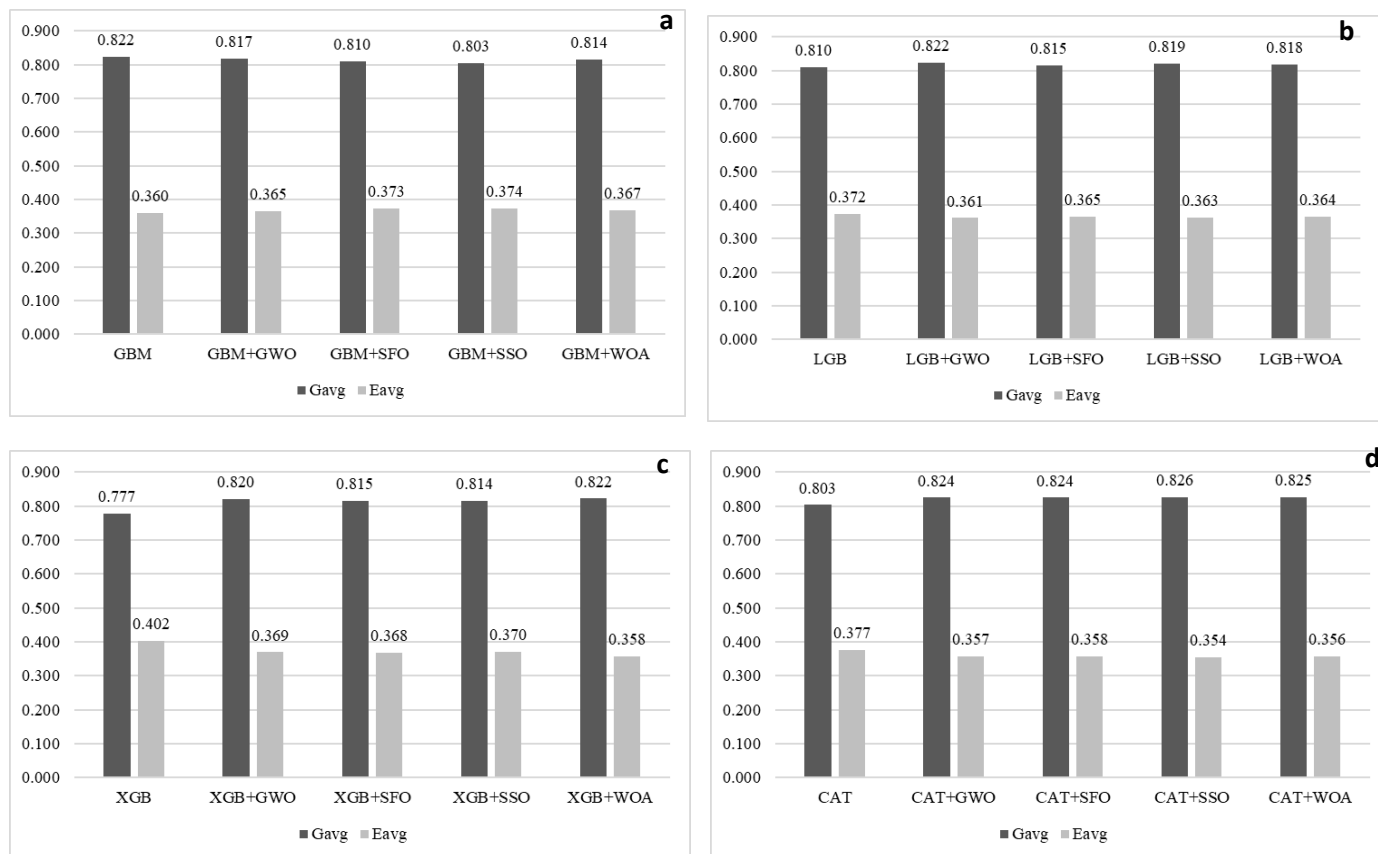 a
0.900
0.800
0.700
0.600
0.500
0.400
0.300
0.200
0.100
0.000
0.822 0.817 0.810 0.803 0.814
0.360 0.365 0.373 0.374 0.367
GBM GBM+GWO GBM+SFO GBM+SSO GBM+WOA
Gavg Eavg
b
0.900
0.800
0.700
0.600
0.500
0.400
0.300
0.200
0.100
0.000
0.810 0.822 0.815 0.819 0.818
0.372 0.361 0.365 0.363 0.364
LGB LGB+GWO LGB+SFO LGB+SSO LGB+WOA
Gavg Eavg
c
0.900
0.800
0.700
0.600
0.500
0.400
0.300
0.200
0.100
0.000
0.777 0.820 0.815 0.814 0.822
0.402 0.369 0.368 0.370 0.358
XGB XGB+GWO XGB+SFO XGB+SSO XGB+WOA
Gavg Eavg
d
0.900
0.800
0.700
0.600
0.500
0.400
0.300
0.200
0.100
0.000
0.803 0.824 0.824 0.826 0.825
0.377 0.357 0.358 0.354 0.356
CAT CAT+GWO CAT+SFO CAT+SSO CAT+WOA
Gavg Eavg